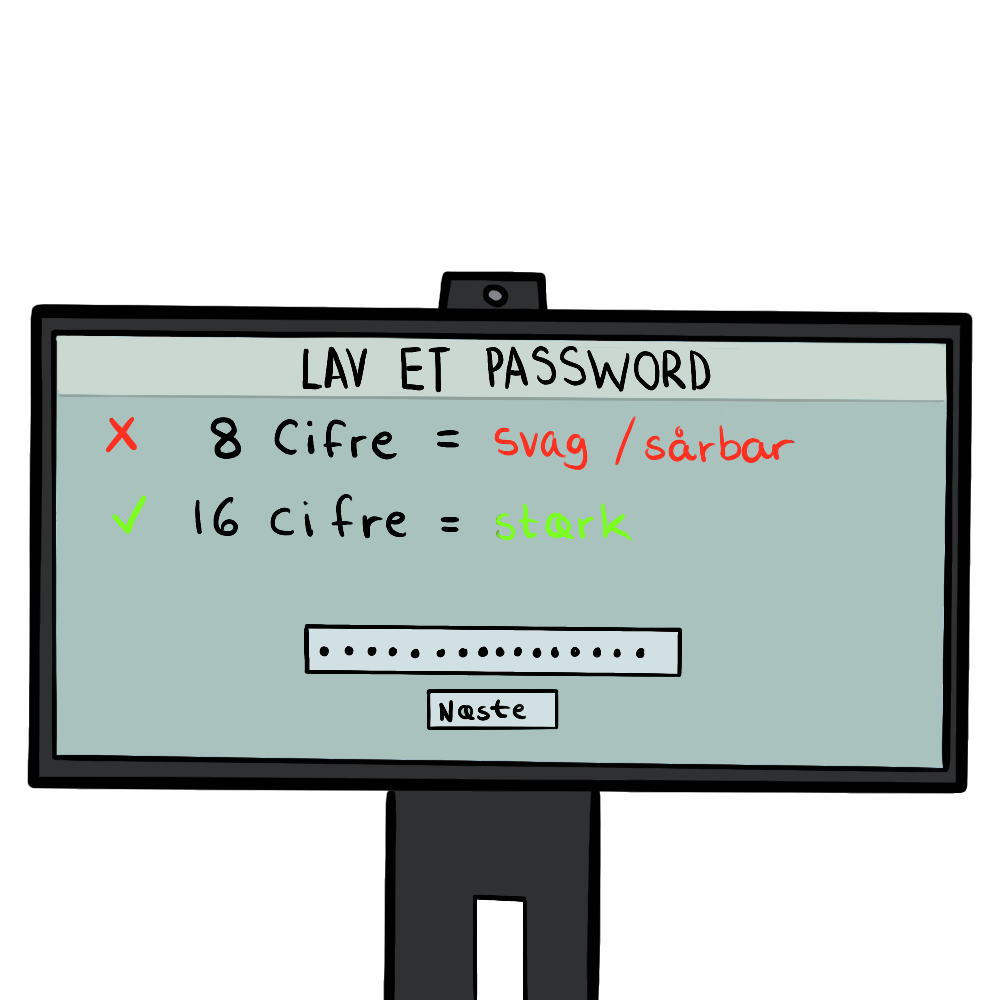 LAV ET PASSWORD
X 8 Cifre = svag / sårbar
✓ 16 cifre = stærk
................
Næste